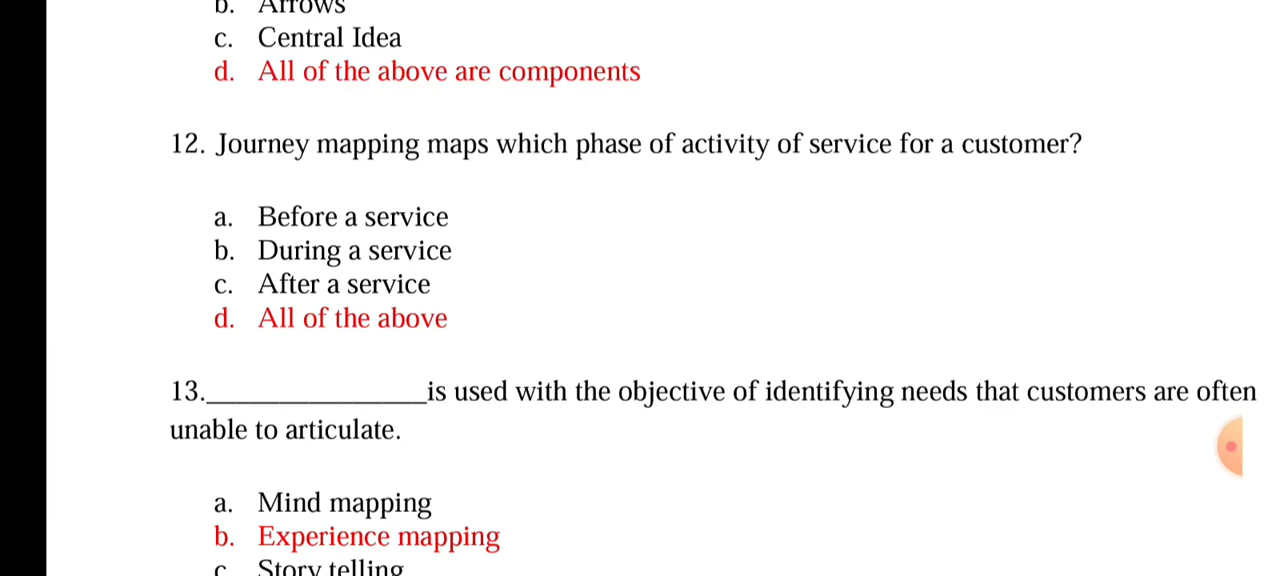 b. Arrows
c. Central Idea
d. All of the above are components
12. Journey mapping maps which phase of activity of service for a customer?
a. Before a service
b. During a service
c. After a service
d. All of the above
13.________________is used with the objective of identifying needs that customers are often
unable to articulate.
a. Mind mapping
b. Experience mapping
c Story telling